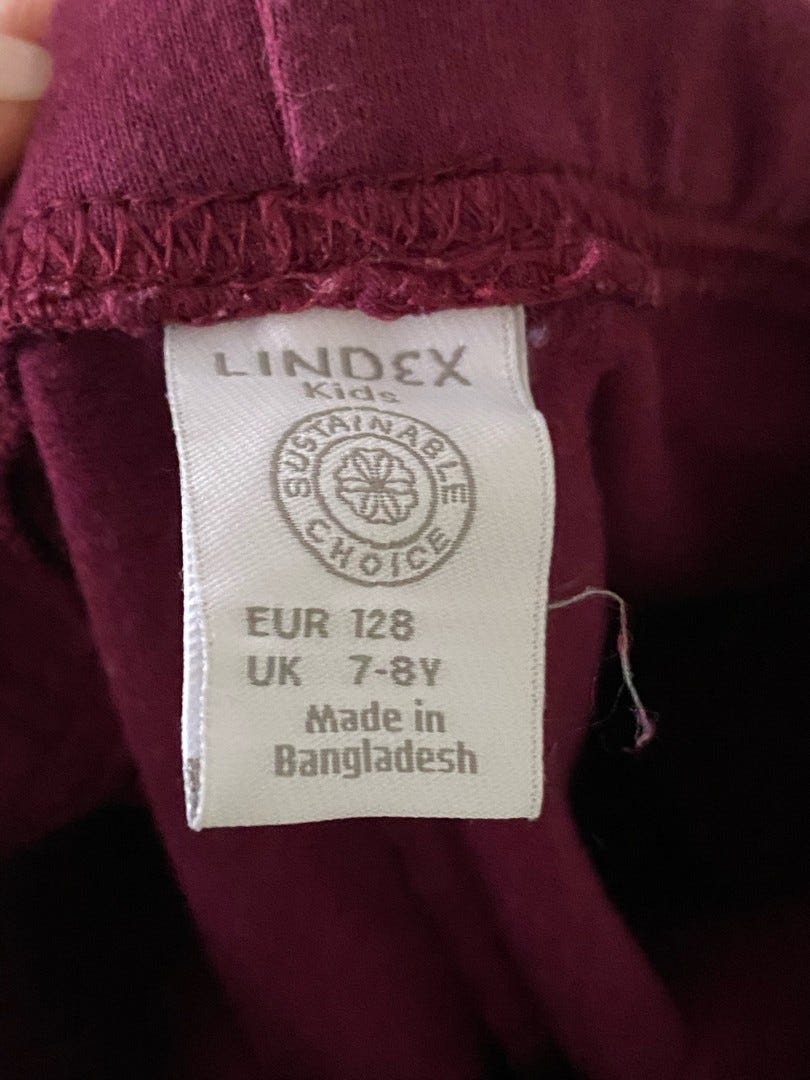 LINDEX
Kids
SUSTAINABLE
CHOICE
EUR 128
UK 7-8Y
Made in
Bangladesh